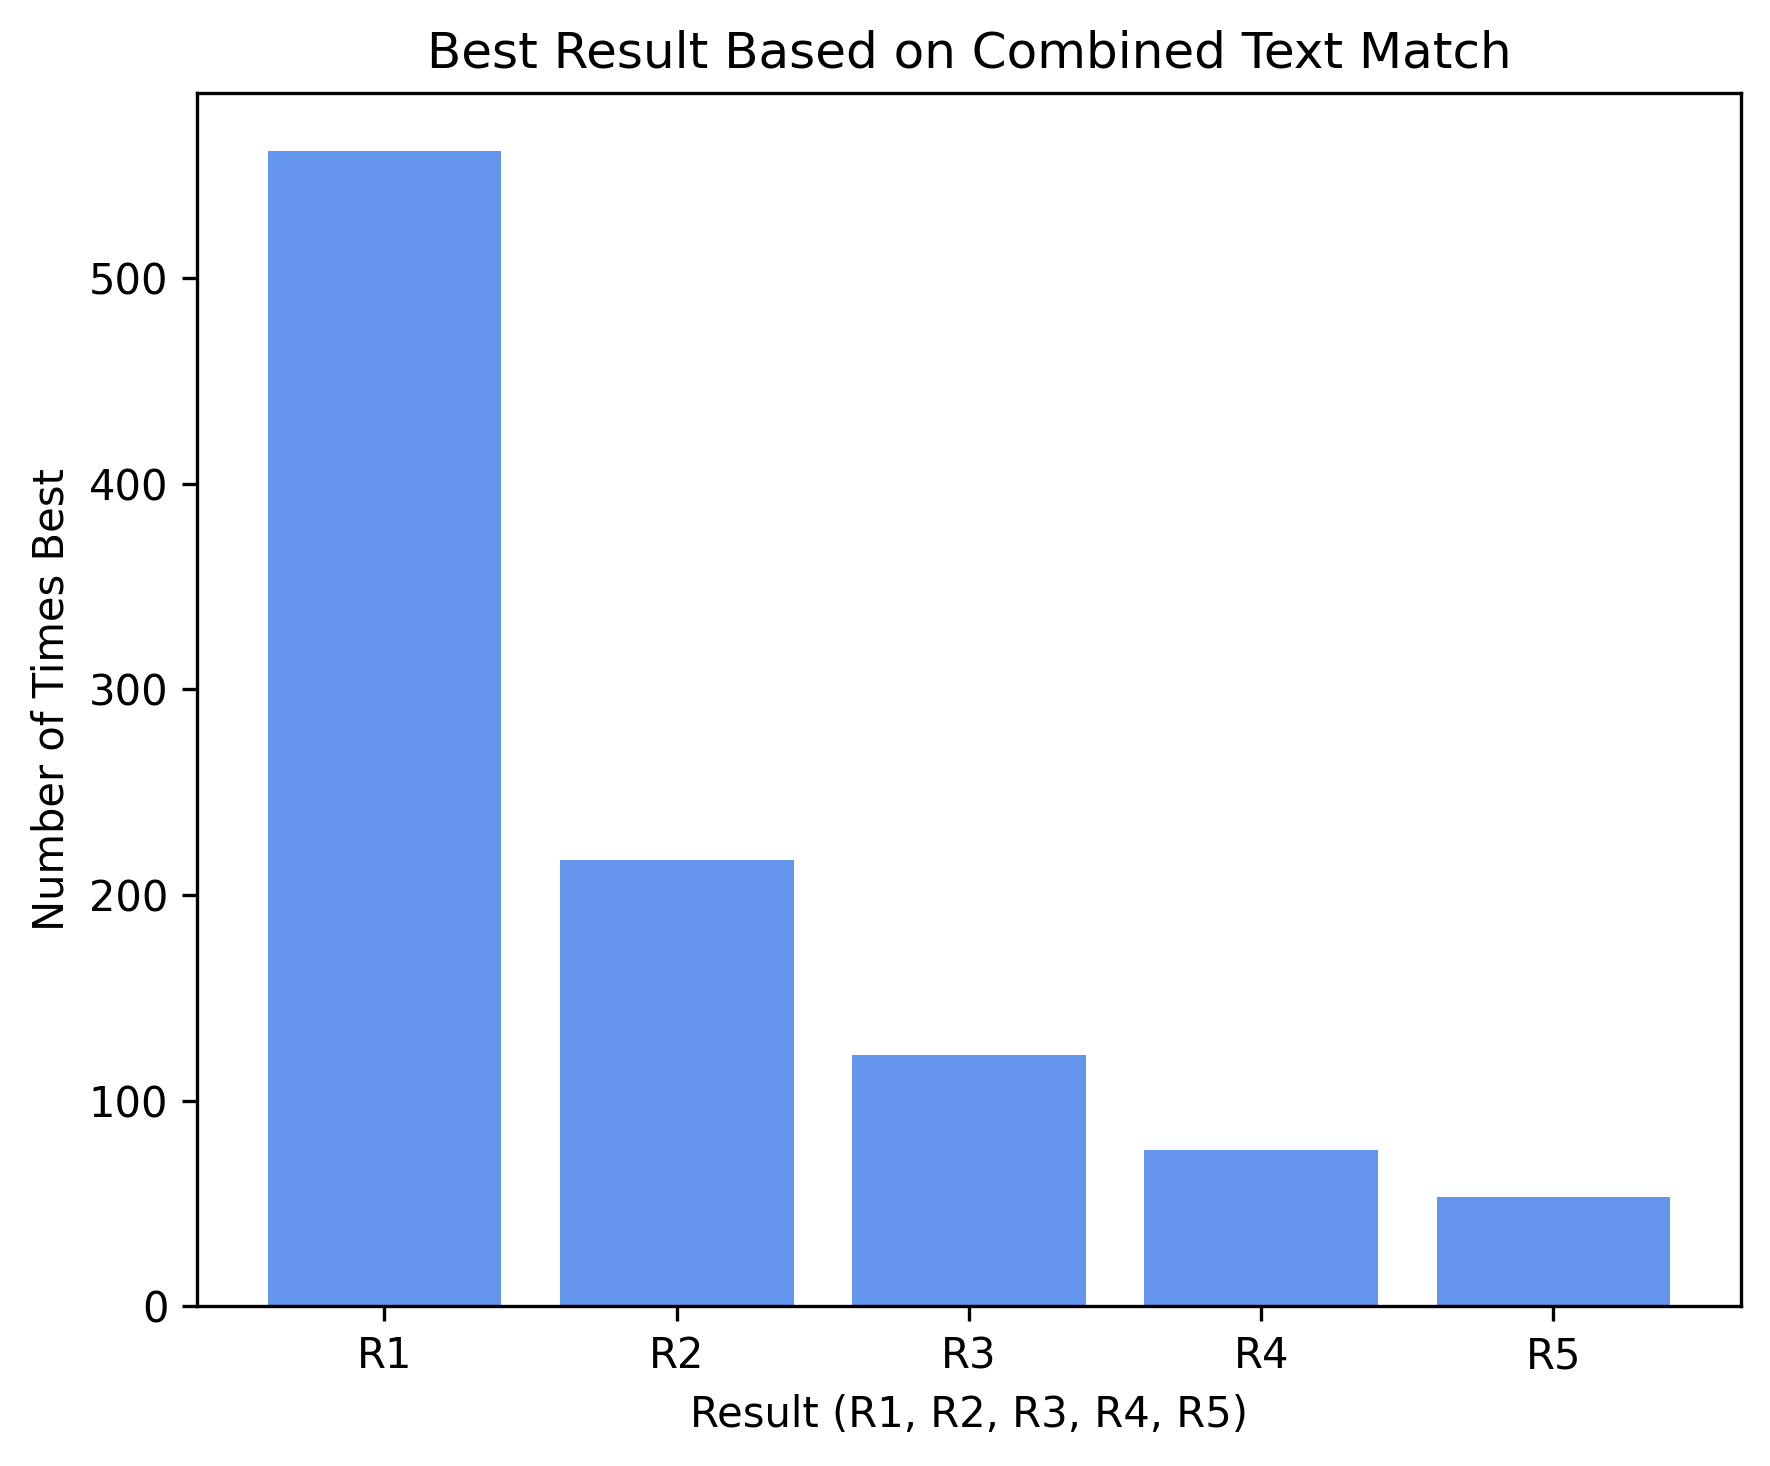 Best Result Based on Combined Text Match
Number of Times Best
500
400
300
200
100
0
R1 R2 R3 R4 R5
Result (R1, R2, R3, R4, R5)